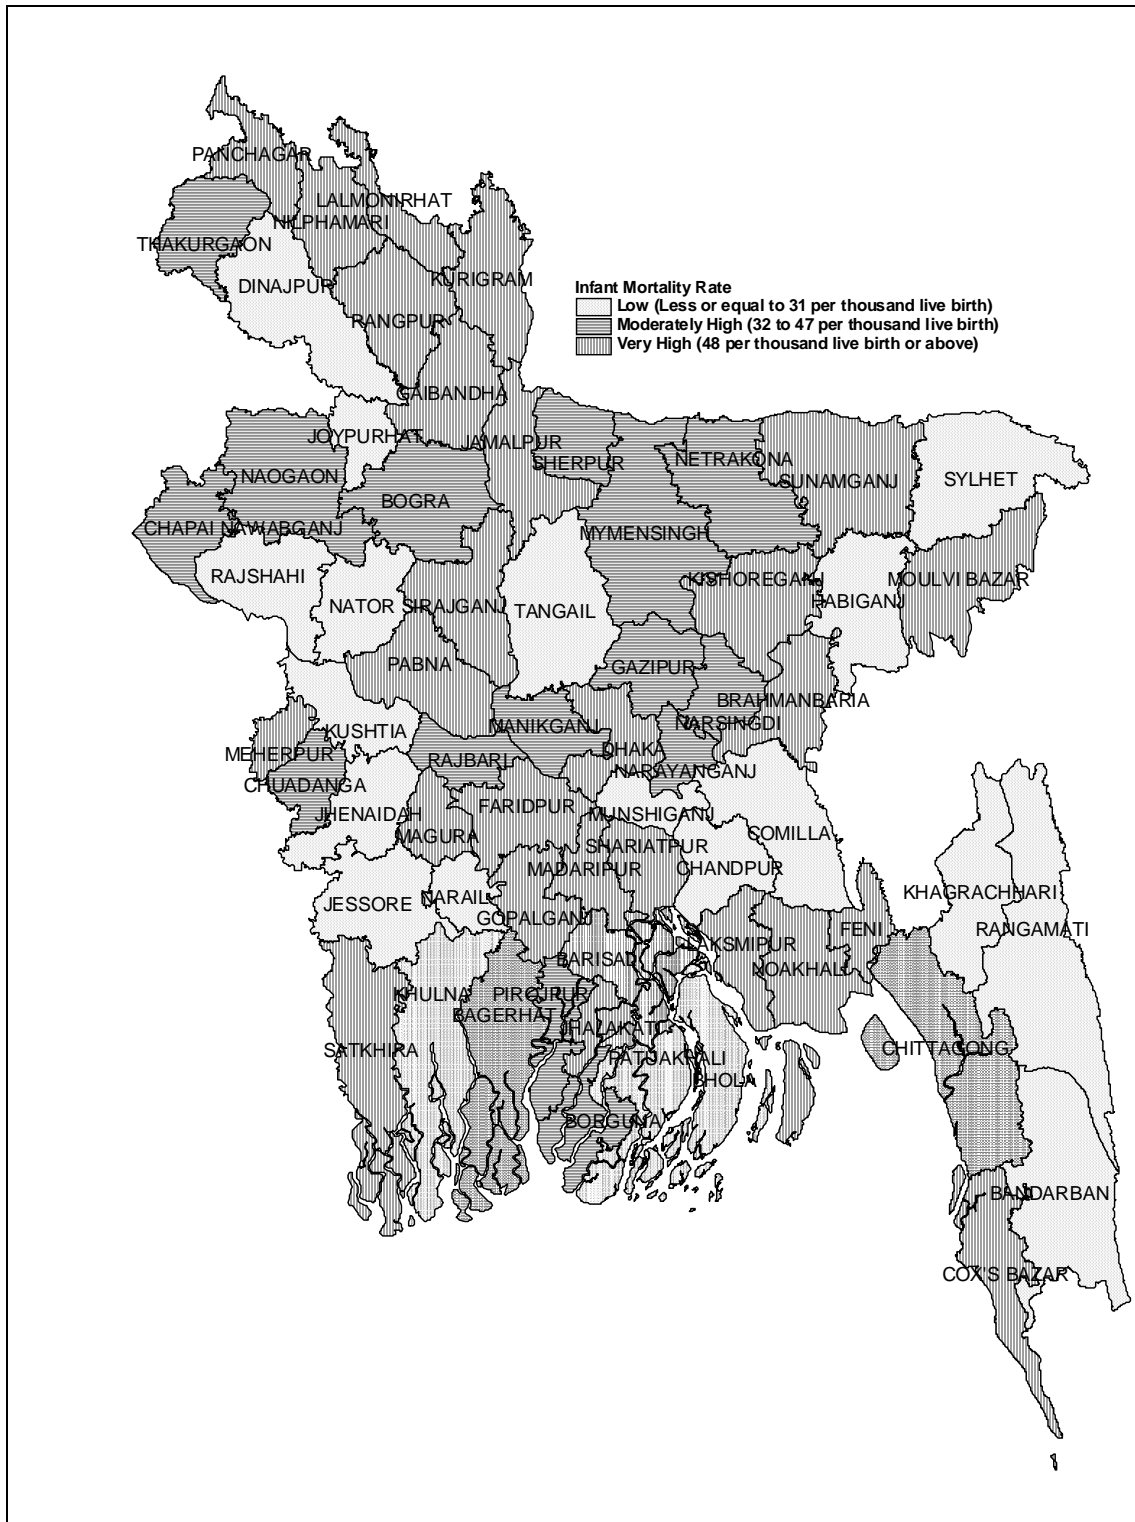 PANCHAGAR
LALMONIRHAT
NILPHAMARI
THAKURGAON
DINAJPUR
KURIGRAM
Infant Mortality Rate
Low (Less or equal to 31 per thousand live birth)
Moderately High (32 to 47 per thousand live birth)
Very High (48 per thousand live birth or above)
RANGPUR
GAIBANDHA
JOYPURHAT
JAMALPUR
SHERPUR
NETRAKONA
SUNAMGANJ
SYLHET
NAOGAON
BOGRA
CHAPAI NAWABGANJ
MYMENSINGH
RAJSHAHI
NATOR
SIRAJGANJ
TANGAIL
KISHOREGANJ
HABIGANJ
MOULVI BAZAR
PABNA
GAZIPUR
BRAHMANBARIA
KUSHTIA
MANIKGANJ
NARSINGDI
MEHERPUR
RAJBARI
DHAKA
NARAYANGANJ
CHUADANGA
JHENAIDAH
FARIDPUR
MUNSHIGANJ
MAGURA
SHARIATPUR
COMILLA
MADARIPUR
CHANDPUR
KHAGRACHHARI
JESSORE
NARAIL
GOPALGANJ
FENI
RANGAMATI
LAKSMIPUR
BARISAL
NOAKHALI
KHULNA
PIROJPUR
BAGERHAT
JHALAKATI
SATKHIRA
PATUAKHALI
BHOLA
CHITTAGONG
BORGUNA
BANDARBAN
COX'S BAZAR